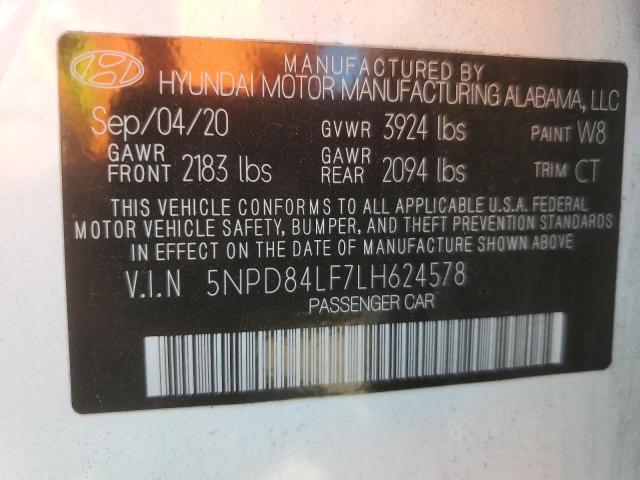 MANUFACTURED BY
HYUNDAI MOTOR MANUFACTURING ALABAMA, LLC
Sep/04/20 GVWR 3924 lbs PAINT W8
GAWR FRONT 2183 lbs GAWR REAR 2094 lbs TRIM CT
THIS VEHICLE CONFORMS TO ALL APPLICABLE U.S.A. FEDERAL
MOTOR VEHICLE SAFETY, BUMPER, AND THEFT PREVENTION STANDARDS
IN EFFECT ON THE DATE OF MANUFACTURE SHOWN ABOVE
V.I.N 5NPD84LF7LH624578
PASSENGER CAR